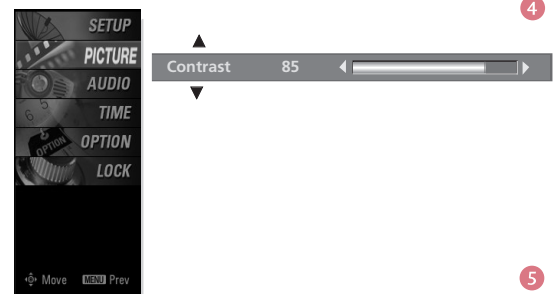 4
SETUP
PICTURE
Contrast 85
AUDIO
TIME
OPTION
LOCK
Move MENU Prev
5